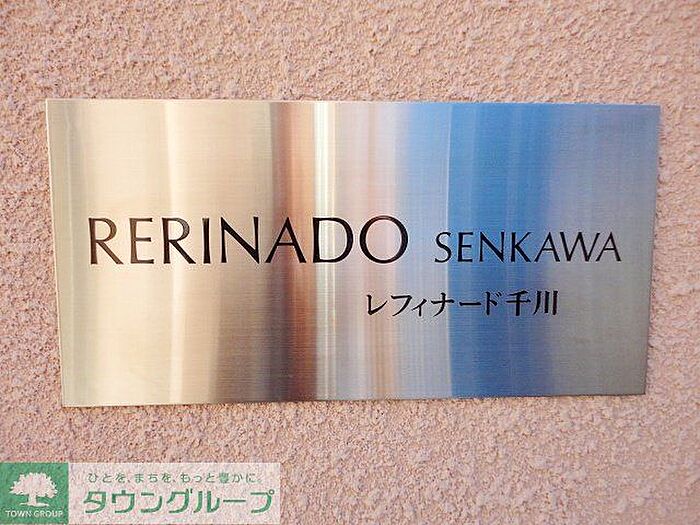 RERINADO SENKAWA
レフィナード千川
ひとを、まちを、もっと豊かに。
タウングループ
TOWN GROUP